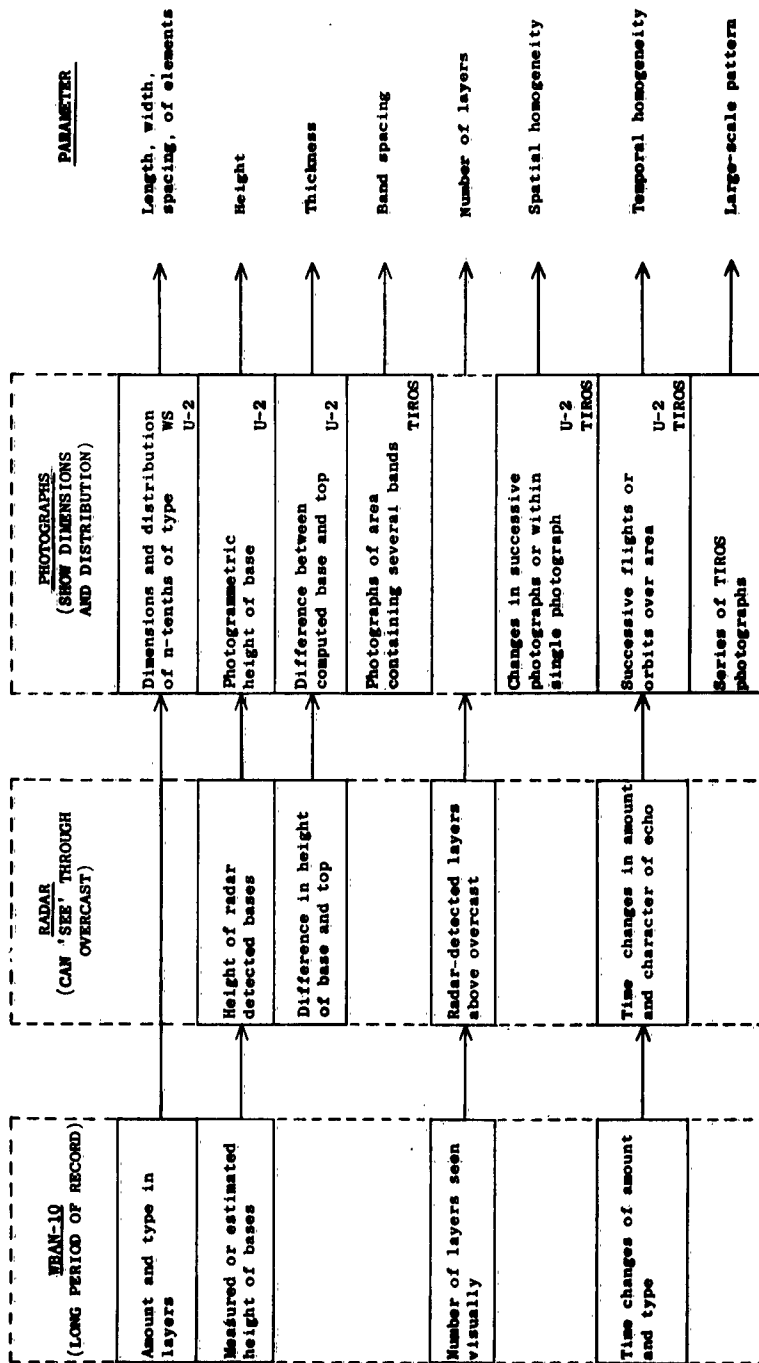 WBAN-10
(LONG PERIOD OF RECORD)
Amount and type in
layers
Measured or estimated
height of bases
Number of layers seen
visually
Time changes of amount
and type
RADAR
(CAN 'SEE' THROUGH
OVERCAST)
Height of radar
detected bases
Difference in height
of base and top
Radar-detected layers
above overcast
Time changes in amount
and character of echo
PHOTOGRAPHS
(SHOW DIMENSIONS
AND DISTRIBUTION)
Dimensions and distribution
of n-tenths of type WS
U-2
Photogrammetric
height of base U-2
Difference between
computed base and top U-2
Photographs of area
containing several bands
TIROS
Changes in successive
photographs or within
single photograph U-2
TIROS
Successive flights or
orbits over area U-2
TIROS
Series of TIROS
photographs
PARAMETER
Length, width,
spacing, of elements
Height
Thickness
Band spacing
Number of layers
Spatial homogeneity
Temporal homogeneity
Large-scale pattern